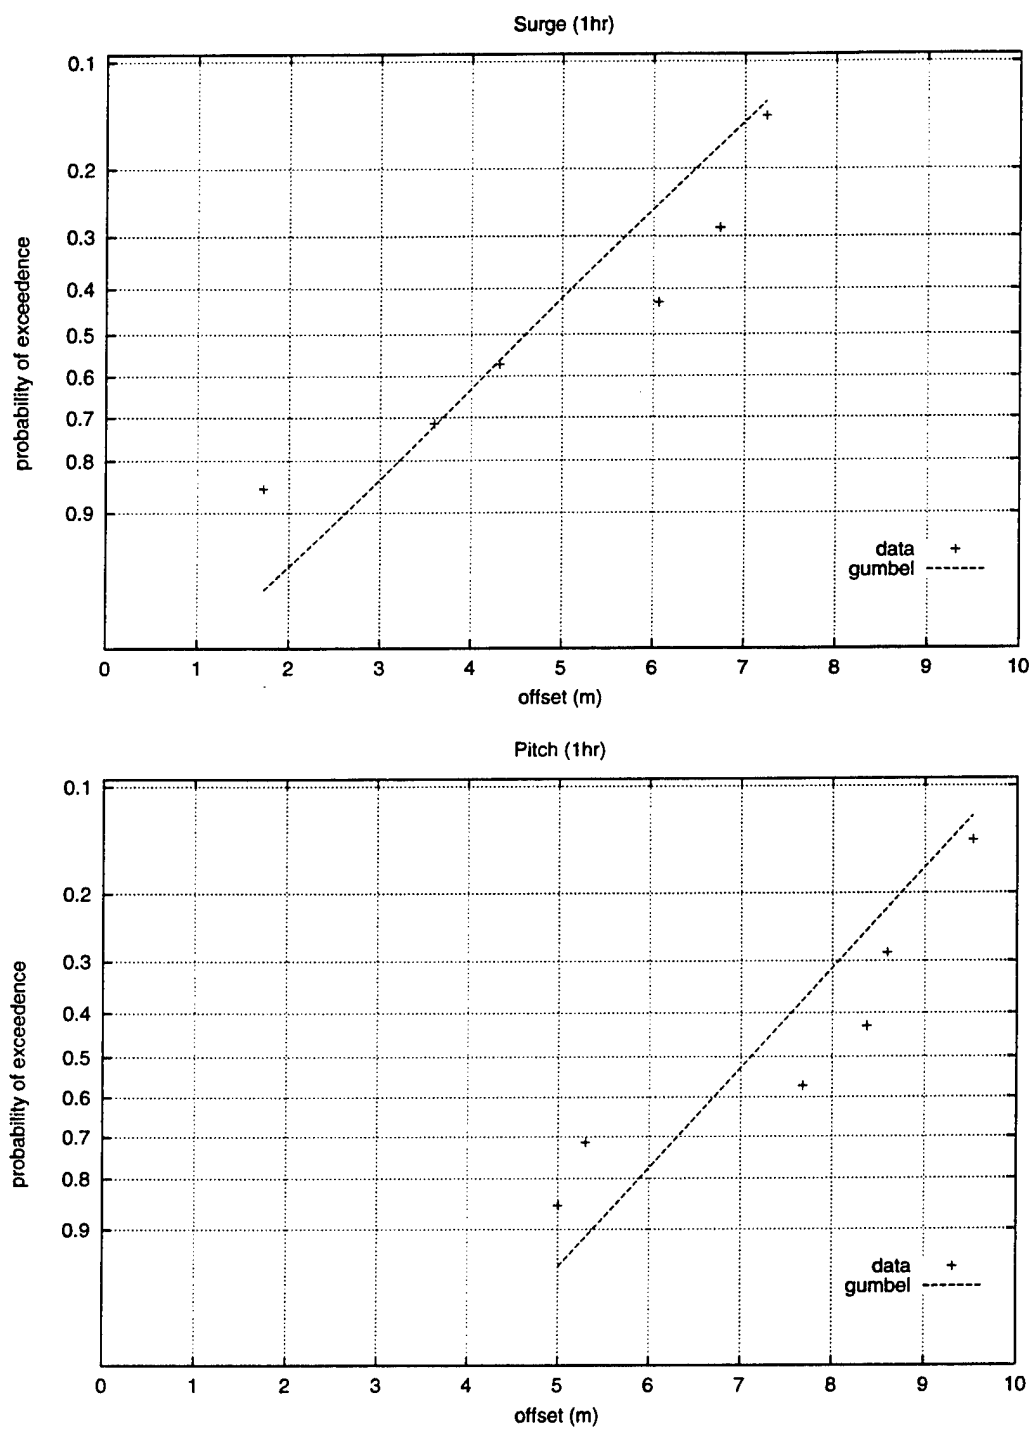 Surge (1hr)
0.1
0.2
0.3
0.4
0.5
0.6
0.7
0.8
0.9
probability of exceedence
data
gumbel
0 1 2 3 4 5 6 7 8 9 10
offset (m)
Pitch (1hr)
0.1
0.2
0.3
0.4
0.5
0.6
0.7
0.8
0.9
probability of exceedence
data
gumbel
0 1 2 3 4 5 6 7 8 9 10
offset (m)